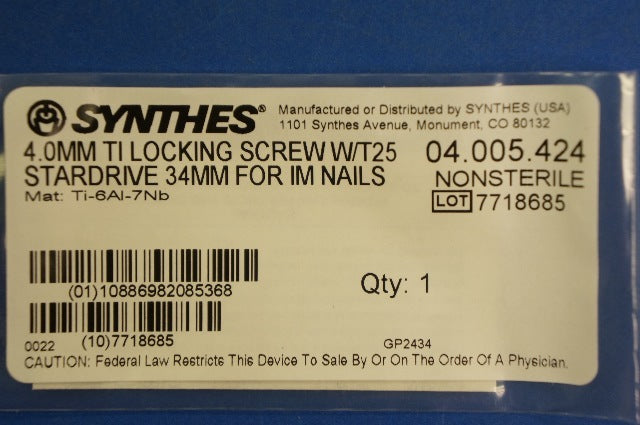 SYNTHES® Manufactured or Distributed by SYNTHES (USA)
1101 Synthes Avenue, Monument, CO 80132
4.0MM TI LOCKING SCREW W/T25 04.005.424
STARDRIVE 34MM FOR IM NAILS NONSTERILE
Mat: Ti-6Al-7Nb LOT 7718685
(01)10886982085368 Qty: 1
(10)7718685
0022 GP2434
CAUTION: Federal Law Restricts This Device To Sale By Or On The Order Of A Physician.